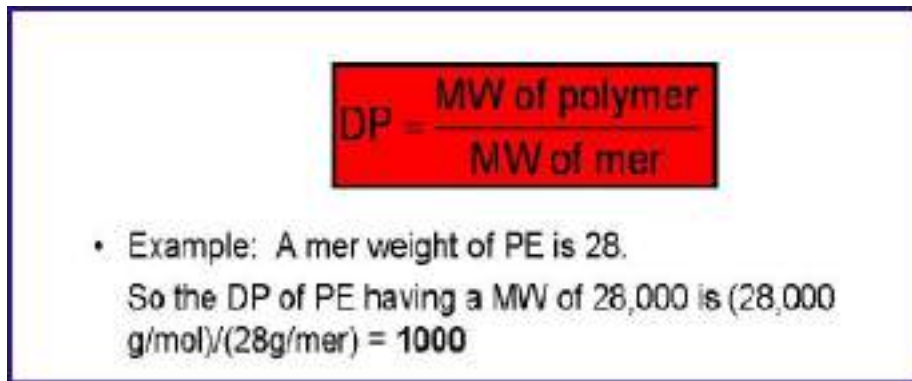 DP = MW of polymer / MW of mer
• Example: A mer weight of PE is 28.
So the DP of PE having a MW of 28,000 is (28,000
g/mol)/(28g/mer) = 1000